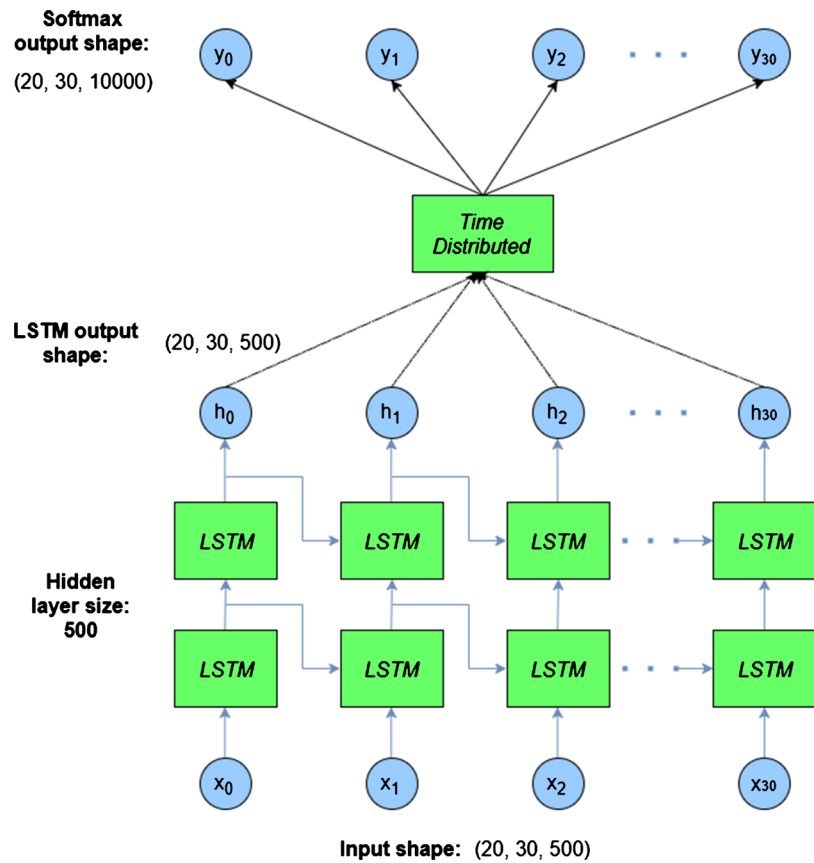 Softmax
output shape:
(20, 30, 10000)
y0 y1 y2 y30
Time
Distributed
LSTM output
shape:
(20, 30, 500)
h0 h1 h2 h30
LSTM LSTM LSTM LSTM
Hidden
layer size:
500
LSTM LSTM LSTM LSTM
x0 x1 x2 x30
Input shape: (20, 30, 500)